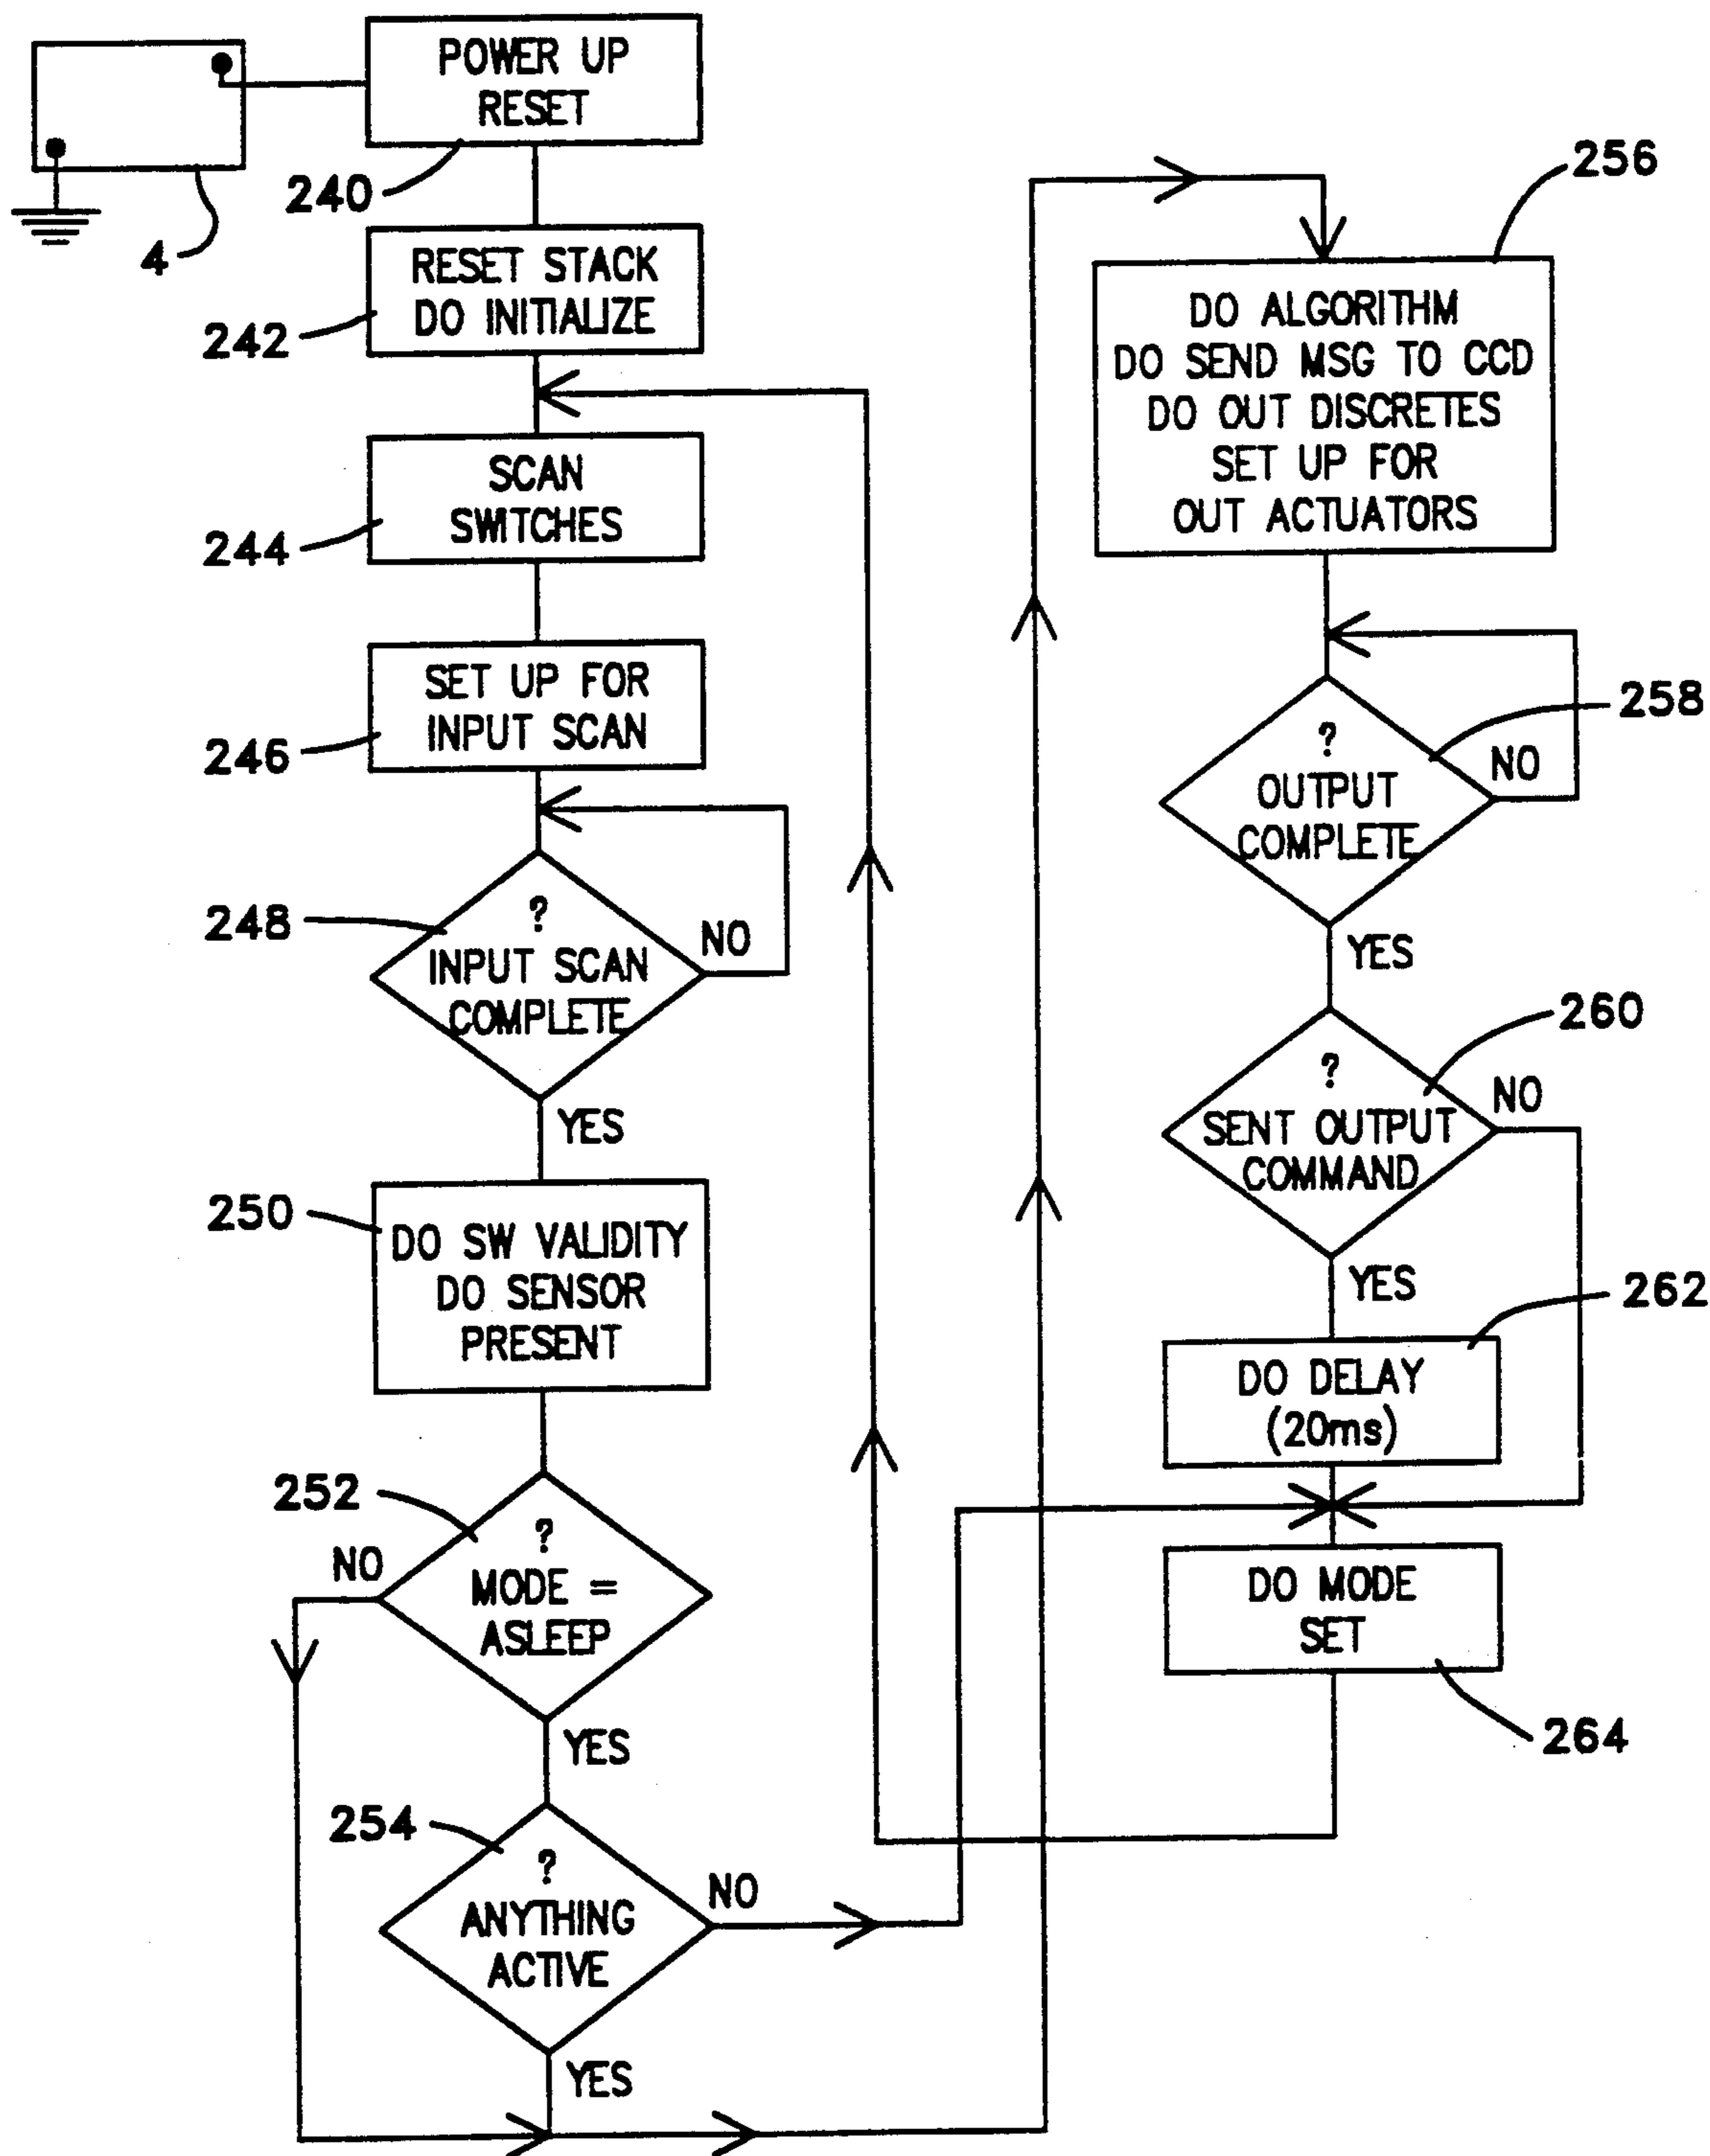 POWER UP
RESET
240
4
RESET STACK
DO INITIALIZE
242
SCAN
SWITCHES
244
SET UP FOR
INPUT SCAN
246
?
INPUT SCAN
COMPLETE
248
NO
YES
DO SW VALIDITY
DO SENSOR
PRESENT
250
?
MODE =
ASLEEP
252
NO
YES
?
ANYTHING
ACTIVE
254
NO
YES
256
DO ALGORITHM
DO SEND MSG TO CCD
DO OUT DISCRETES
SET UP FOR
OUT ACTUATORS
?
OUTPUT
COMPLETE
258
NO
YES
?
SENT OUTPUT
COMMAND
260
NO
YES
DO DELAY
(20ms)
262
DO MODE
SET
264